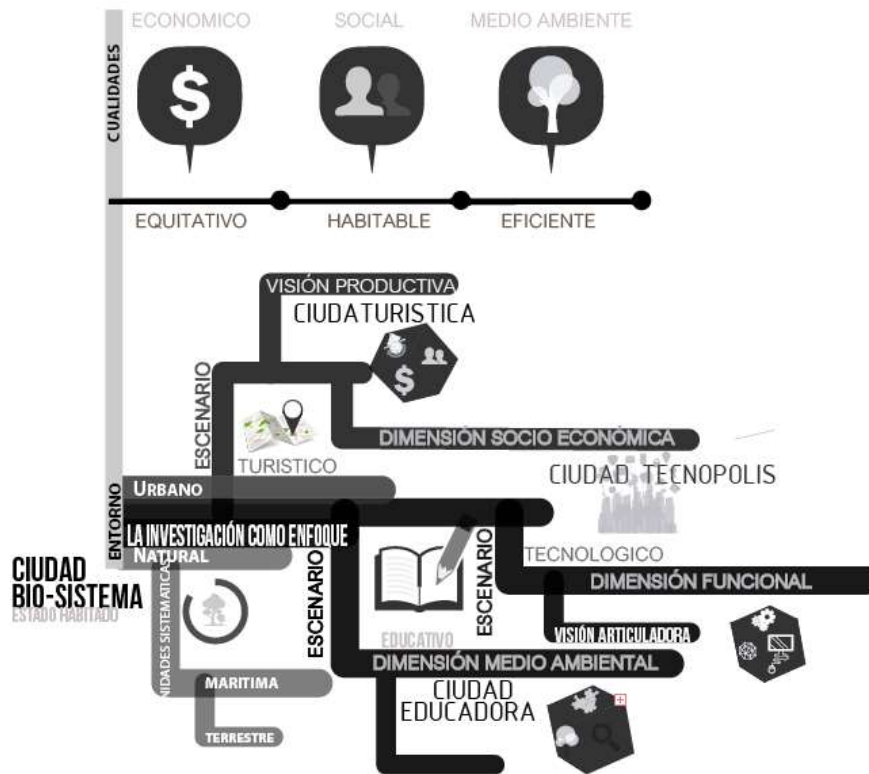 ECONOMICO
SOCIAL
MEDIO AMBIENTE
CUALIDADES
$
EQUITATIVO
HABITABLE
EFICIENTE
VISIÓN PRODUCTIVA
CIUDATURISTICA
$
ESCENARIO
TURISTICO
DIMENSIÓN SOCIO ECONÓMICA
CIUDAD TECNOPOLIS
ENTORNO
URBANO
LA INVESTIGACIÓN COMO ENFOQUE
NATURAL
CIUDAD
BIO-SISTEMA
ESTADO HABITADO
NIDADES SISTEMATICAS
ESCENARIO
EDUCATIVO
ESCENARIO
TECNOLOGICO
DIMENSIÓN FUNCIONAL
VISIÓN ARTICULADORA
DIMENSIÓN MEDIO AMBIENTAL
MARITIMA
TERRESTRE
CIUDAD
EDUCADORA